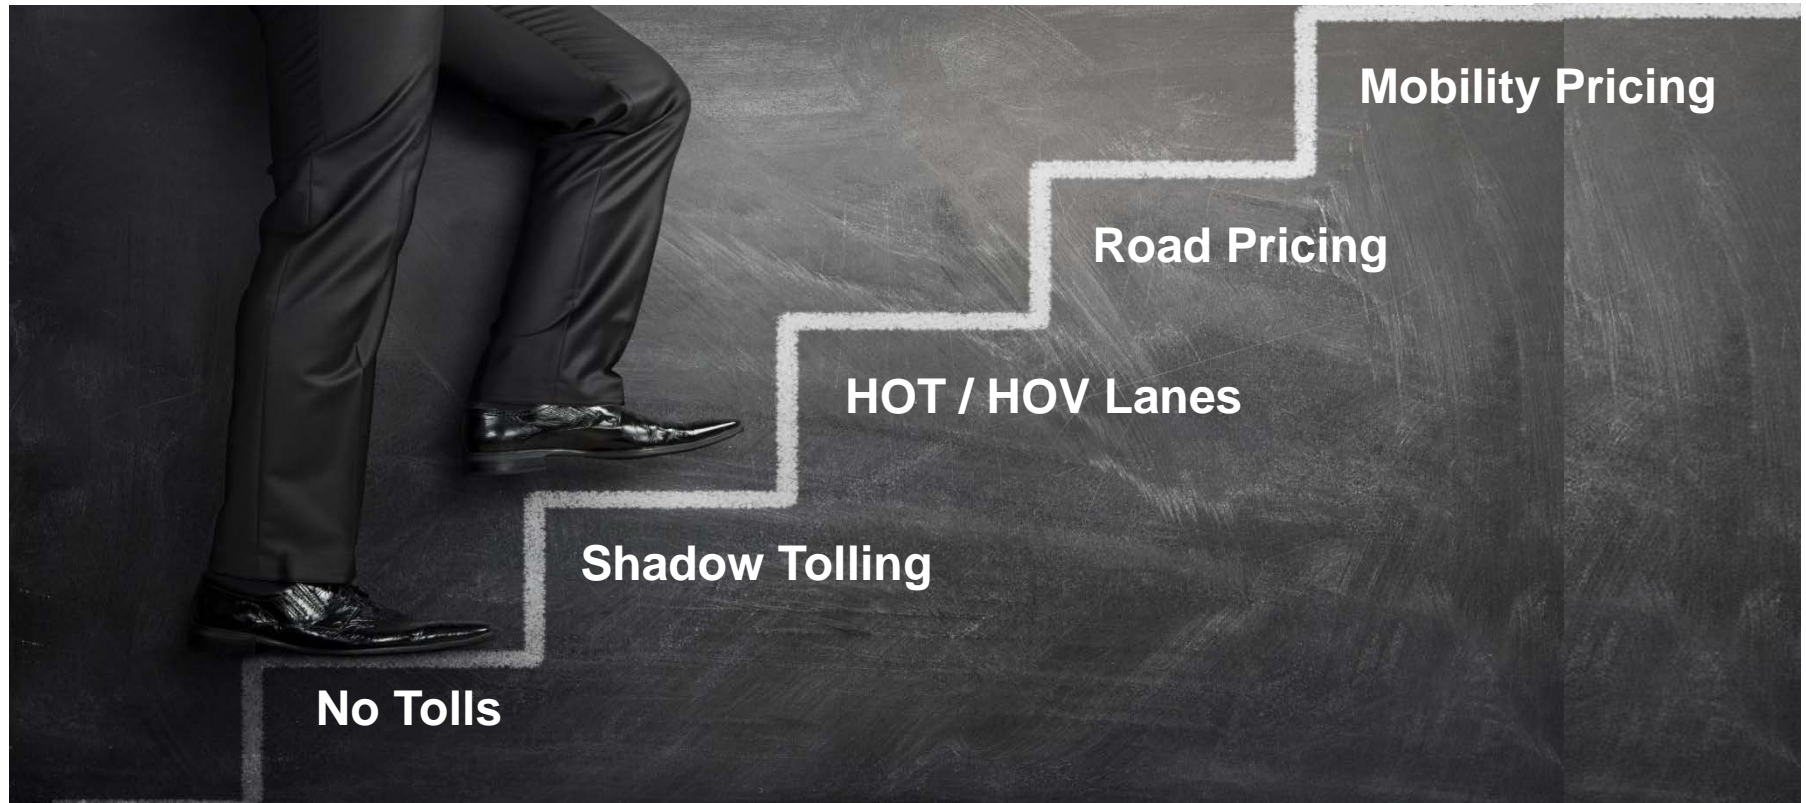 Mobility Pricing
Road Pricing
HOT / HOV Lanes
Shadow Tolling
No Tolls